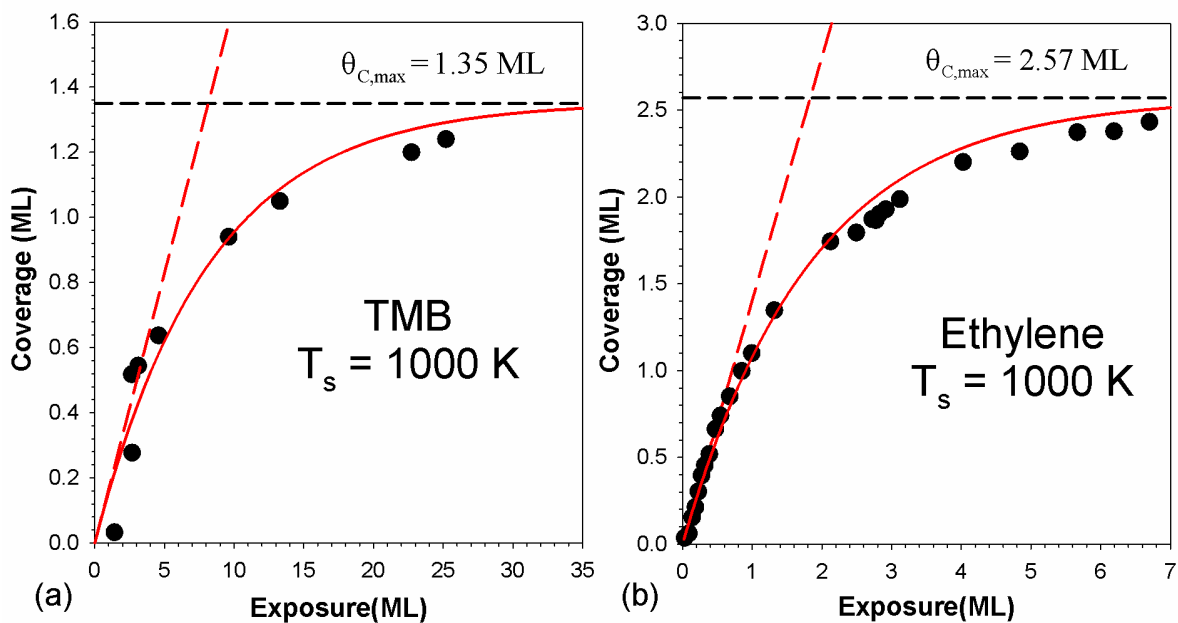 1.6
1.4
1.2
1.0
0.8
0.6
0.4
0.2
0.0
Coverage (ML)
θC,max = 1.35 ML
TMB
Ts = 1000 K
0 5 10 15 20 25 30 35
(a)
Exposure(ML)
3.0
2.5
2.0
1.5
1.0
0.5
0.0
Coverage (ML)
θC,max = 2.57 ML
Ethylene
Ts = 1000 K
0 1 2 3 4 5 6 7
(b)
Exposure(ML)